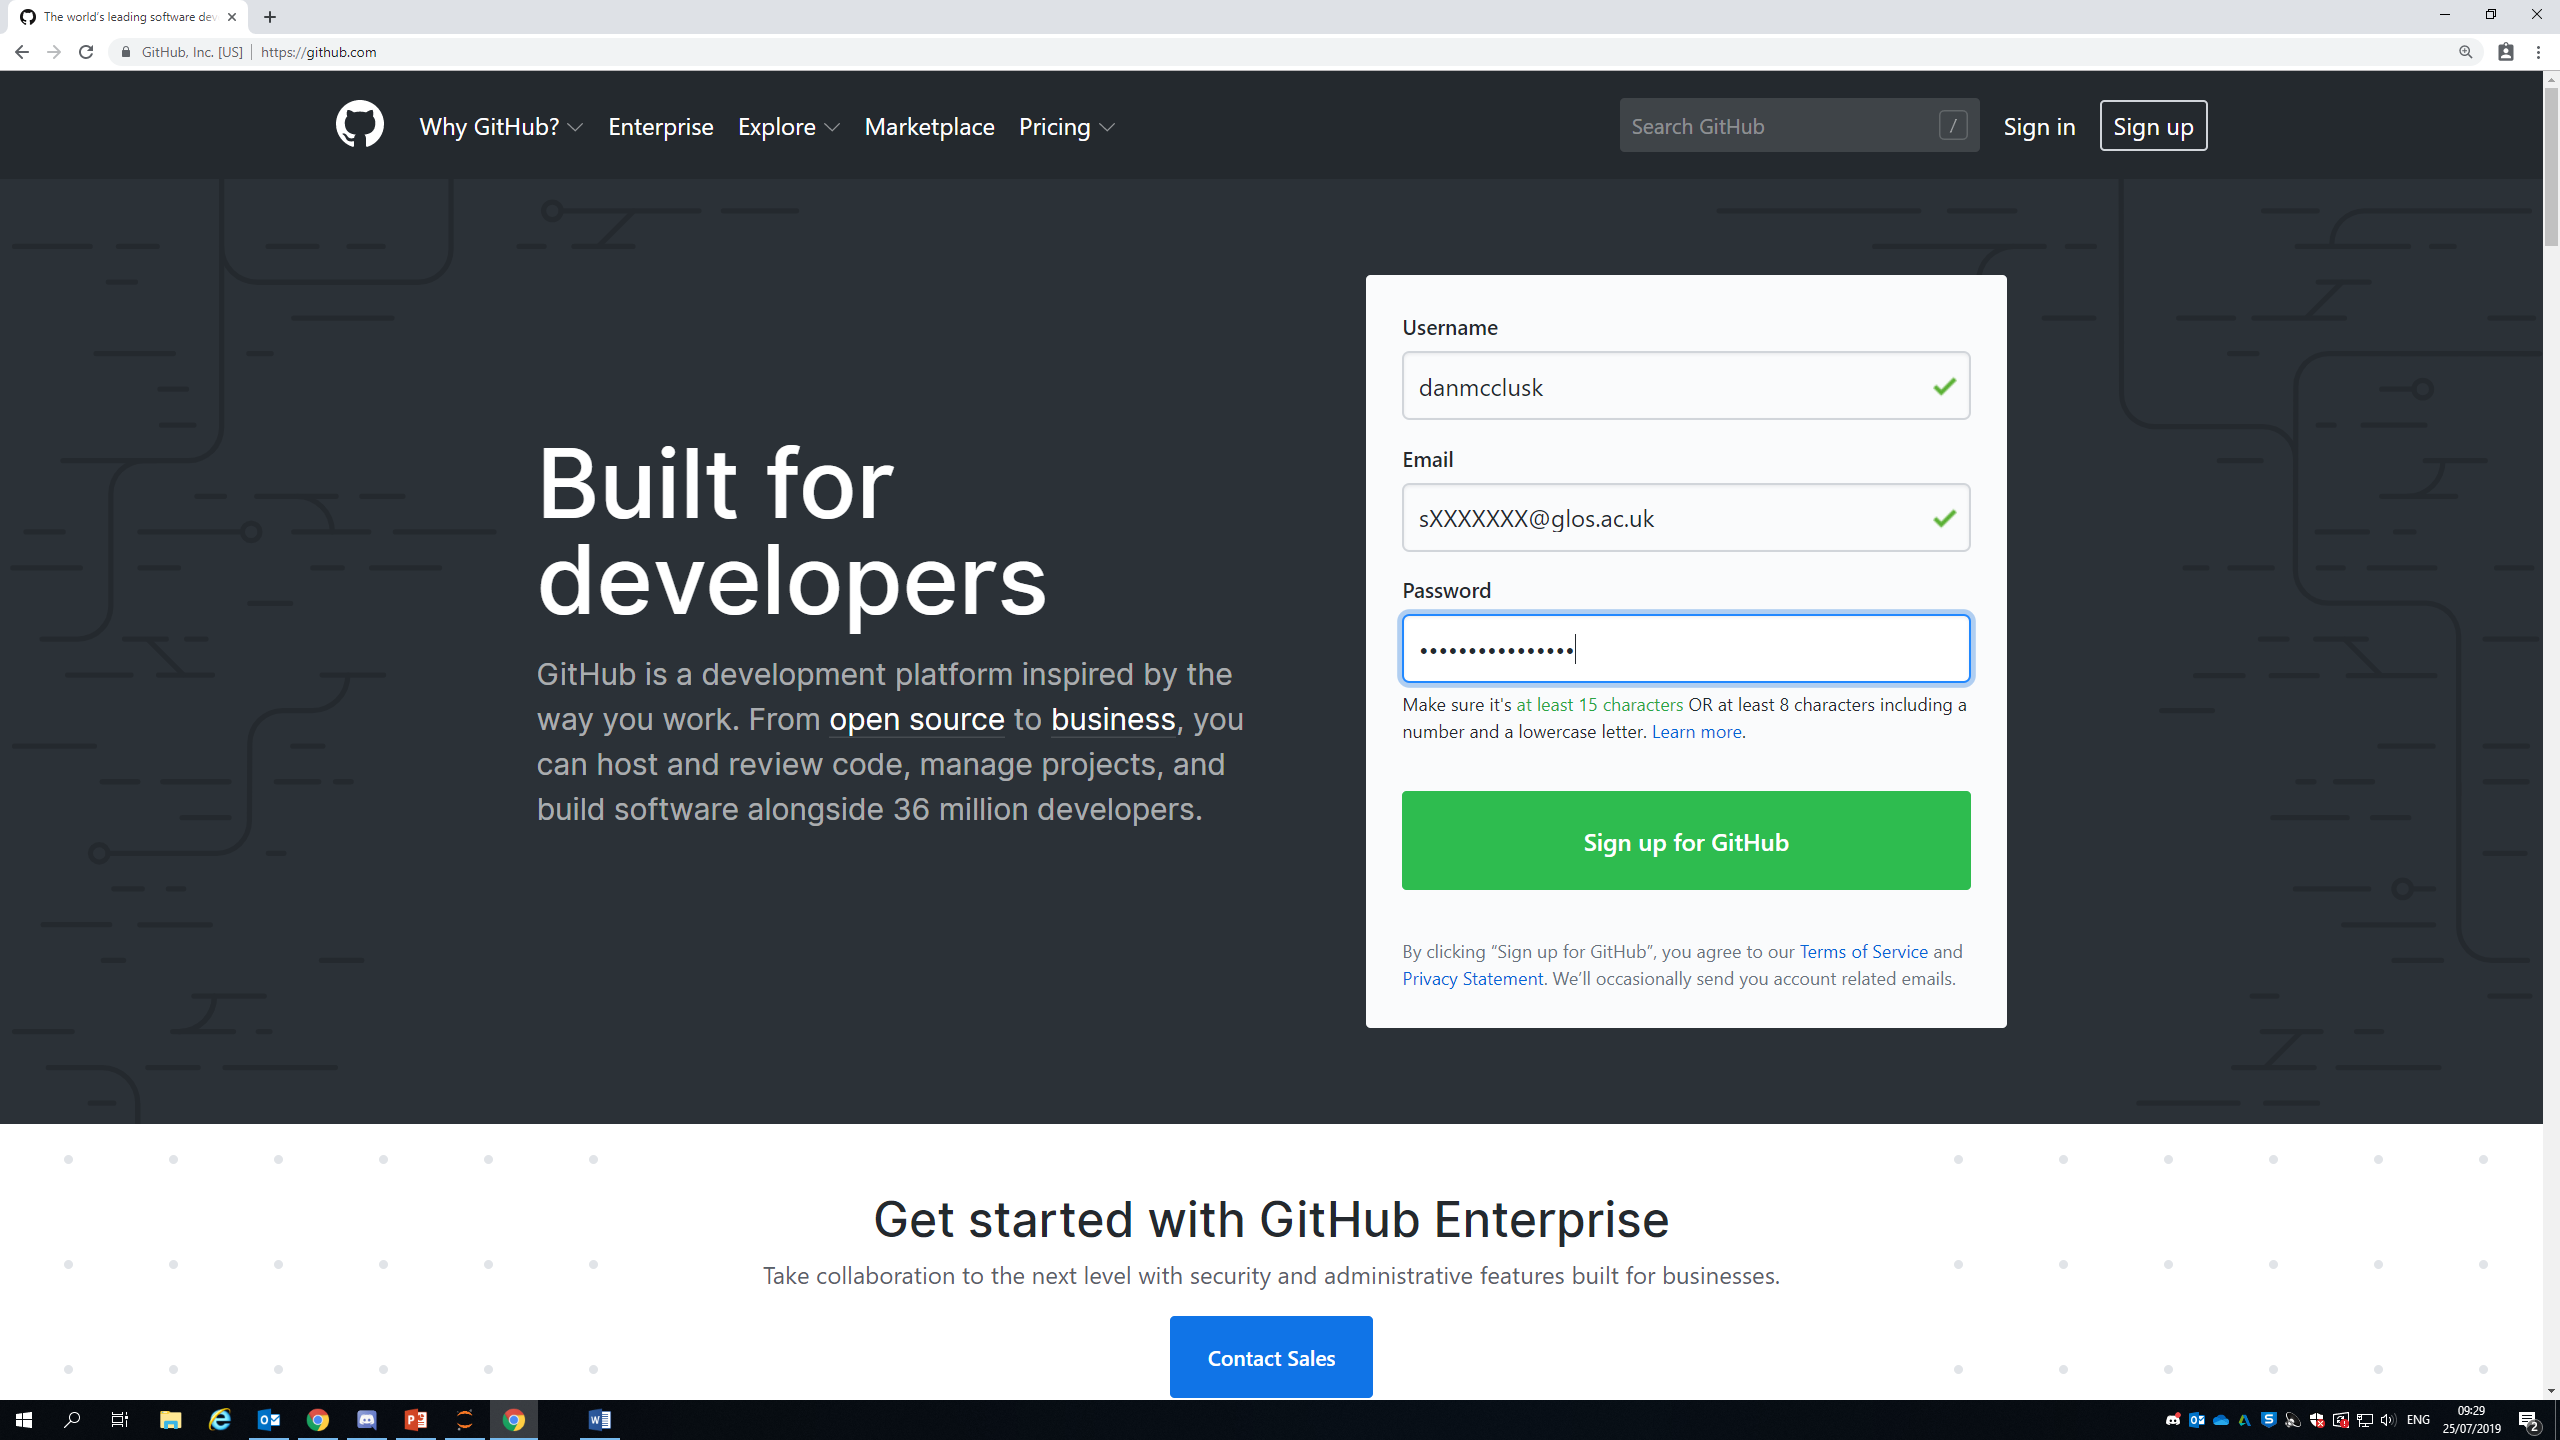 The world's leading software dev
GitHub, Inc. [US] https://github.com
Why GitHub? Enterprise Explore Marketplace Pricing Search GitHub / Sign in Sign up
Built for
developers
GitHub is a development platform inspired by the
way you work. From open source to business, you
can host and review code, manage projects, and
build software alongside 36 million developers.
Username
danmcclusk
Email
sXXXXXXX@glos.ac.uk
Password
••••••••••••••••
Make sure it's at least 15 characters OR at least 8 characters including a
number and a lowercase letter. Learn more.
Sign up for GitHub
By clicking “Sign up for GitHub”, you agree to our Terms of Service and
Privacy Statement. We’ll occasionally send you account related emails.
Get started with GitHub Enterprise
Take collaboration to the next level with security and administrative features built for businesses.
Contact Sales
ENG
09:29
25/07/2019
2